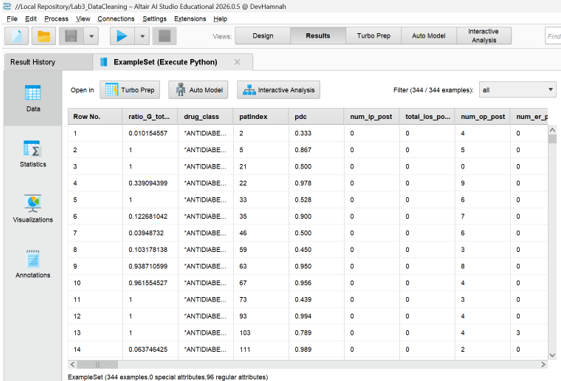 //Local Repository/Lab3_DataCleaning – Altair AI Studio Educational 2026.0.5 @ DevHamnah
File Edit Process View Connections Settings Extensions Help
Views: Design Results Turbo Prep Auto Model Interactive Analysis Find
Result History ExampleSet (Execute Python)
Open in Turbo Prep Auto Model Interactive Analysis Filter (344 / 344 examples): all
Data
Statistics
Visualizations
Annotations
Row No. ratio_G_tot... drug_class patindex pdc num_ip_post total_los_po... num_op_post num_er_p
1 0.010154557 "ANTIDIABE... 2 0.333 0 0 4 0
2 1 "ANTIDIABE... 5 0.867 0 0 5 0
3 1 "ANTIDIABE... 21 0.500 0 0 0 0
4 0.339094399 "ANTIDIABE... 22 0.978 0 0 9 0
5 1 "ANTIDIABE... 33 0.528 0 0 6 0
6 0.122681042 "ANTIDIABE... 35 0.900 0 0 7 0
7 0.03948732 "ANTIDIABE... 46 0.500 0 0 6 0
8 0.103178138 "ANTIDIABE... 59 0.450 0 0 3 0
9 0.938710599 "ANTIDIABE... 63 0.950 0 0 8 0
10 0.961554527 "ANTIDIABE... 67 0.956 0 0 4 0
11 1 "ANTIDIABE... 73 0.439 0 0 3 0
12 1 "ANTIDIABE... 93 0.994 0 0 4 0
13 1 "ANTIDIABE... 103 0.789 0 0 4 3
14 0.063746425 "ANTIDIABE... 111 0.989 0 0 2 0
ExampleSet (344 examples,0 special attributes,96 regular attributes)